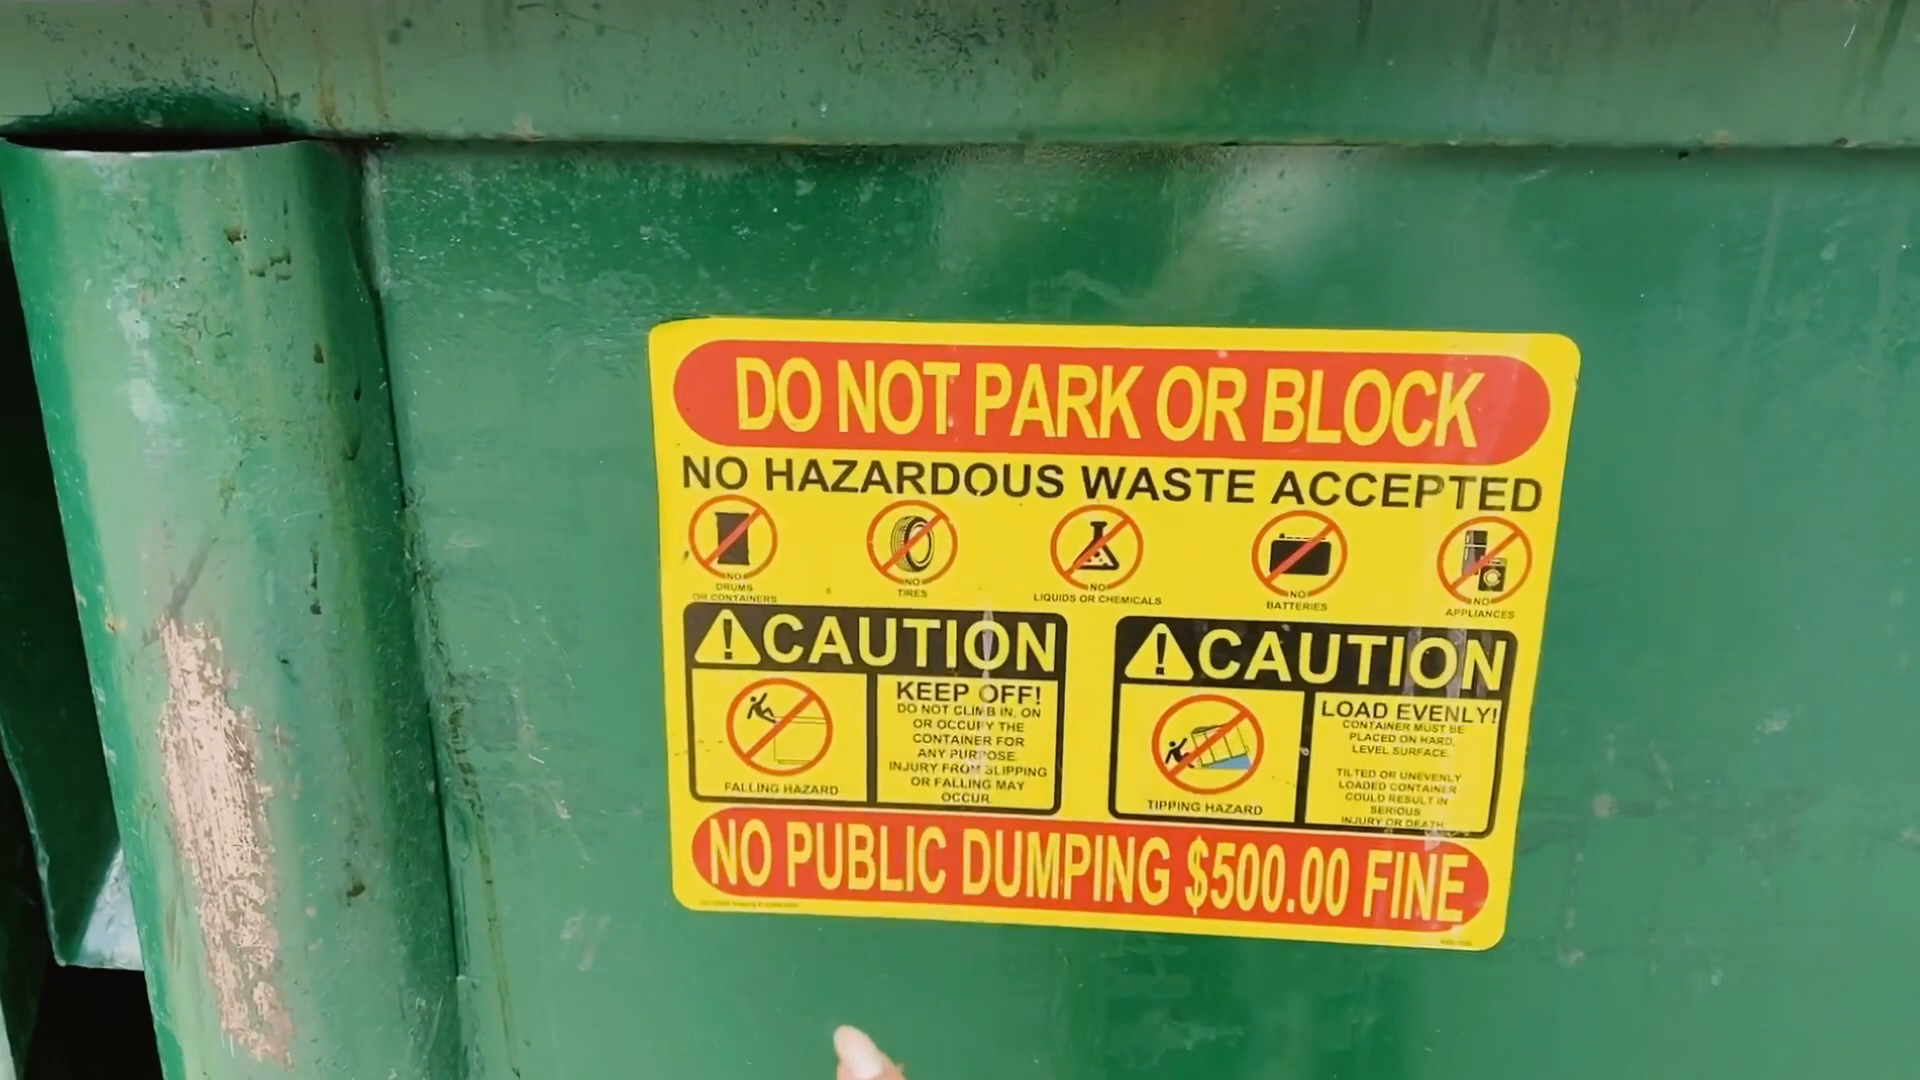 DO NOT PARK OR BLOCK
NO HAZARDOUS WASTE ACCEPTED
NO
DRUMS
OR CONTAINERS
NO
TIRES
NO
LIQUIDS OR CHEMICALS
NO
BATTERIES
NO
APPLIANCES
CAUTION
FALLING HAZARD
KEEP OFF!
DO NOT CLIMB IN, ON
OR OCCUPY THE
CONTAINER FOR
ANY PURPOSE.
INJURY FROM SLIPPING
OR FALLING MAY
OCCUR.
CAUTION
TIPPING HAZARD
LOAD EVENLY!
CONTAINER MUST BE
PLACED ON HARD,
LEVEL SURFACE.
TILTED OR UNEVENLY
LOADED CONTAINER
COULD RESULT IN
SERIOUS
INJURY OR DEATH.
NO PUBLIC DUMPING $500.00 FINE